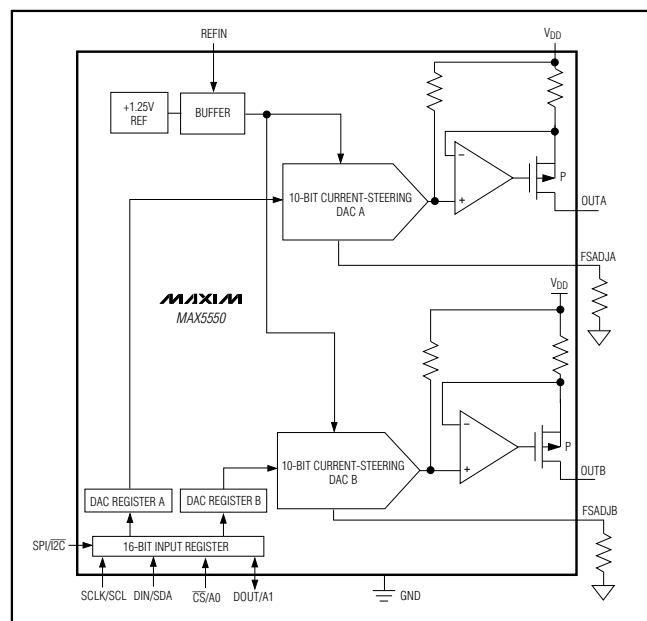 REFIN
VDD
+1.25V
REF
BUFFER
−
+
P
10-BIT CURRENT-STEERING
DAC A
OUTA
FSADJA
VDD
MAXIM
MAX5550
−
+
P
10-BIT CURRENT-STEERING
DAC B
OUTB
DAC REGISTER A
DAC REGISTER B
FSADJB
SPI/I2C
16-BIT INPUT REGISTER
SCLK/SCL DIN/SDA CS/A0 DOUT/A1
GND